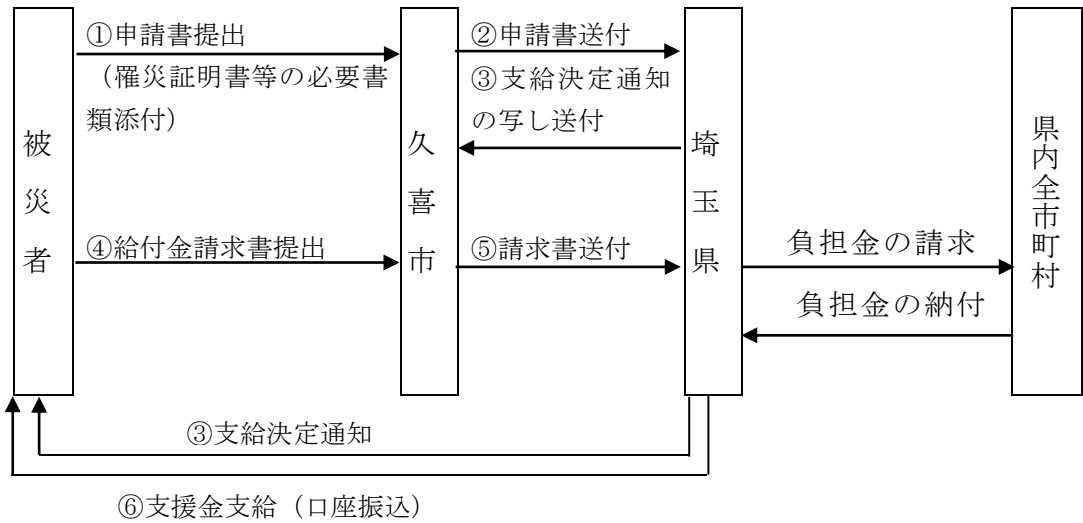 ①申請書提出
（罹災証明書等の必要書
類添付）
②申請書送付
③支給決定通知
の写し送付
被災者
久喜市
埼玉県
県内全市町村
④給付金請求書提出
⑤請求書送付
負担金の請求
負担金の納付
③支給決定通知
⑥支援金支給（口座振込）